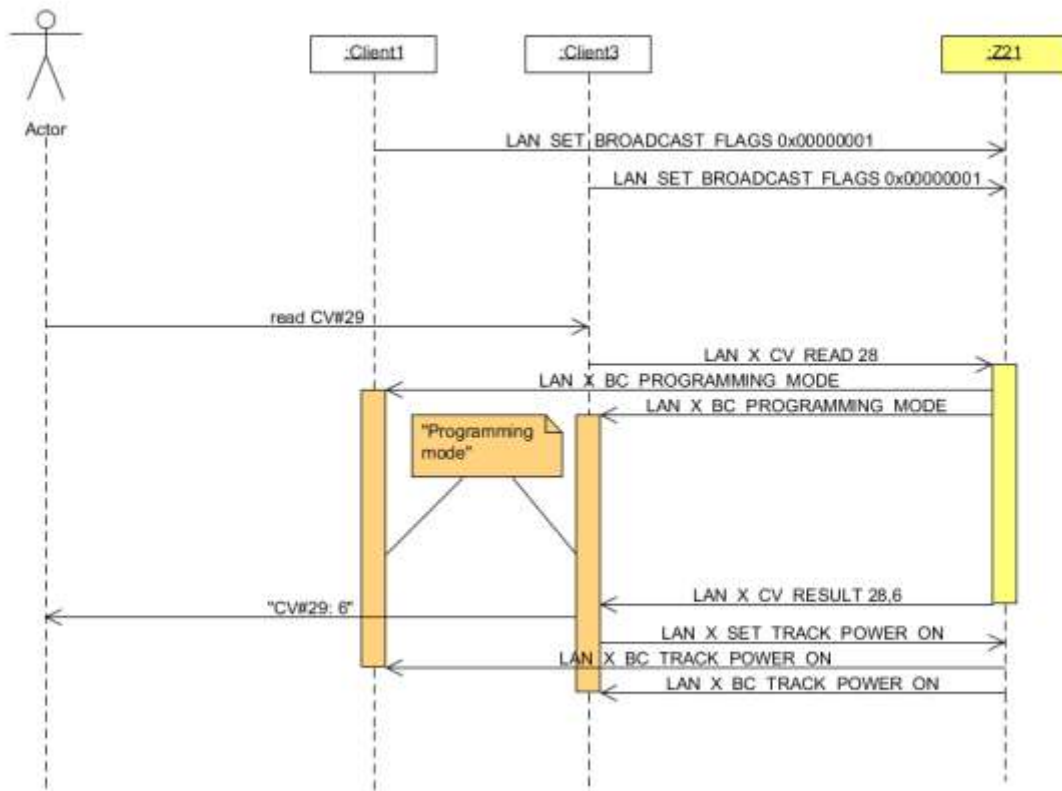 :Client1
:Client3
:Z21
Actor
LAN_SET_BROADCAST_FLAGS 0x00000001
LAN_SET_BROADCAST_FLAGS 0x00000001
read CV#29
LAN_X_CV_READ 28
LAN_X_BC_PROGRAMMING_MODE
LAN_X_BC_PROGRAMMING_MODE
"Programming
mode"
LAN_X_CV_RESULT 28,6
"CV#29: 6"
LAN_X_SET_TRACK_POWER_ON
LAN_X_BC_TRACK_POWER_ON
LAN_X_BC_TRACK_POWER_ON